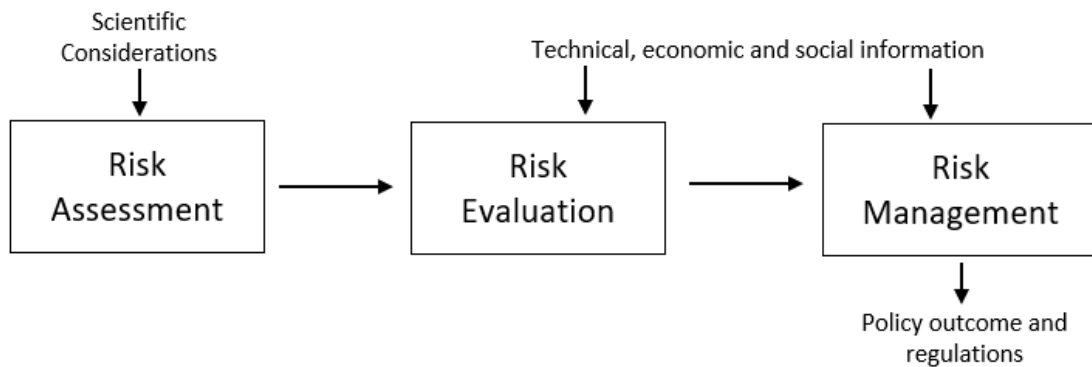 Scientific
Considerations
Technical, economic and social information
Risk
Assessment
Risk
Evaluation
Risk
Management
Policy outcome and
regulations